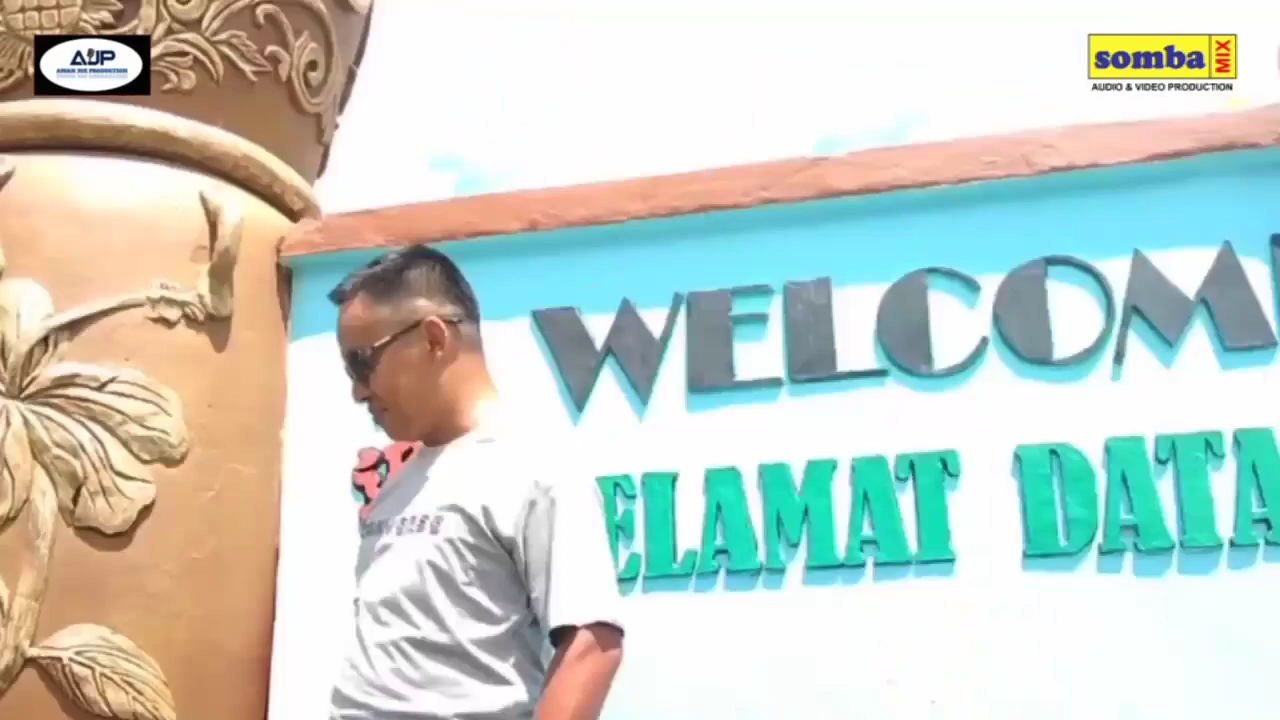 AJP
somba MIX
AUDIO & VIDEO PRODUCTION
WELCOM
ELAMAT DATA